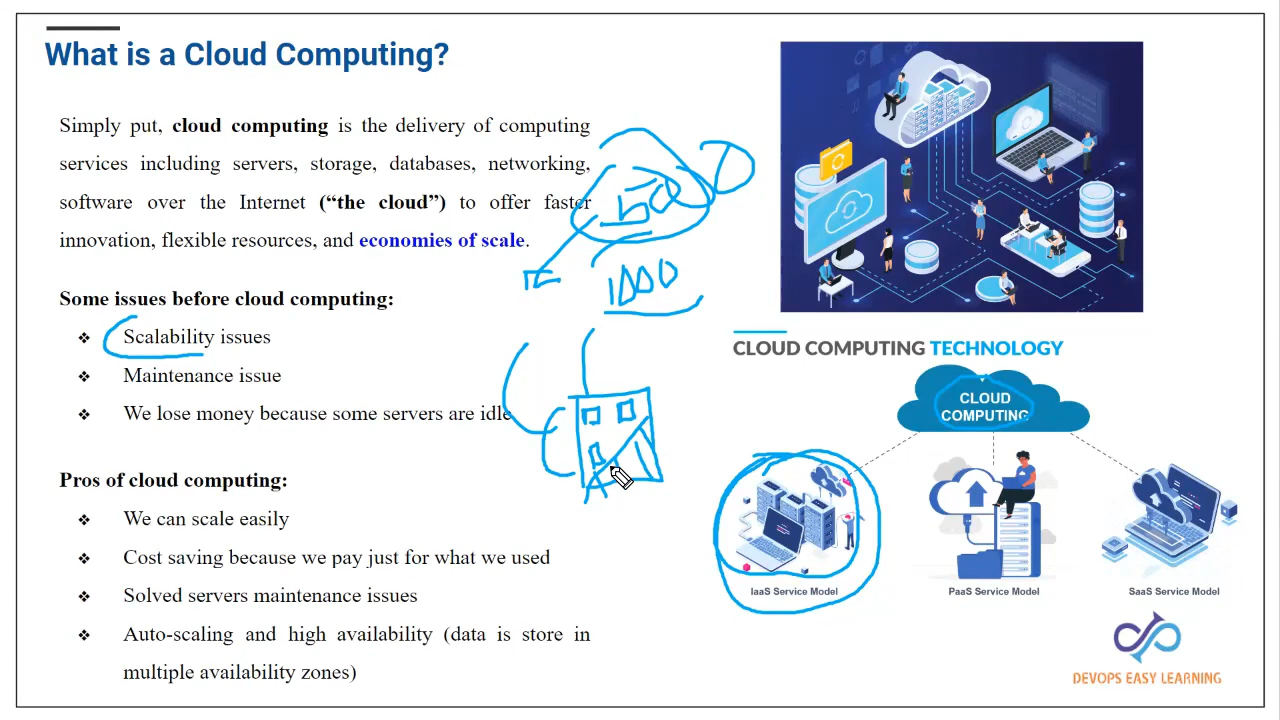 What is a Cloud Computing?
Simply put, cloud computing is the delivery of computing
services including servers, storage, databases, networking,
software over the Internet (“the cloud”) to offer faster
innovation, flexible resources, and economies of scale.
Some issues before cloud computing:
❖ Scalability issues
❖ Maintenance issue
❖ We lose money because some servers are idle
Pros of cloud computing:
❖ We can scale easily
❖ Cost saving because we pay just for what we used
❖ Solved servers maintenance issues
❖ Auto-scaling and high availability (data is store in
multiple availability zones)
1000
CLOUD COMPUTING TECHNOLOGY
CLOUD
COMPUTING
IaaS Service Model
PaaS Service Model
SaaS Service Model
DEVOPS EASY LEARNING